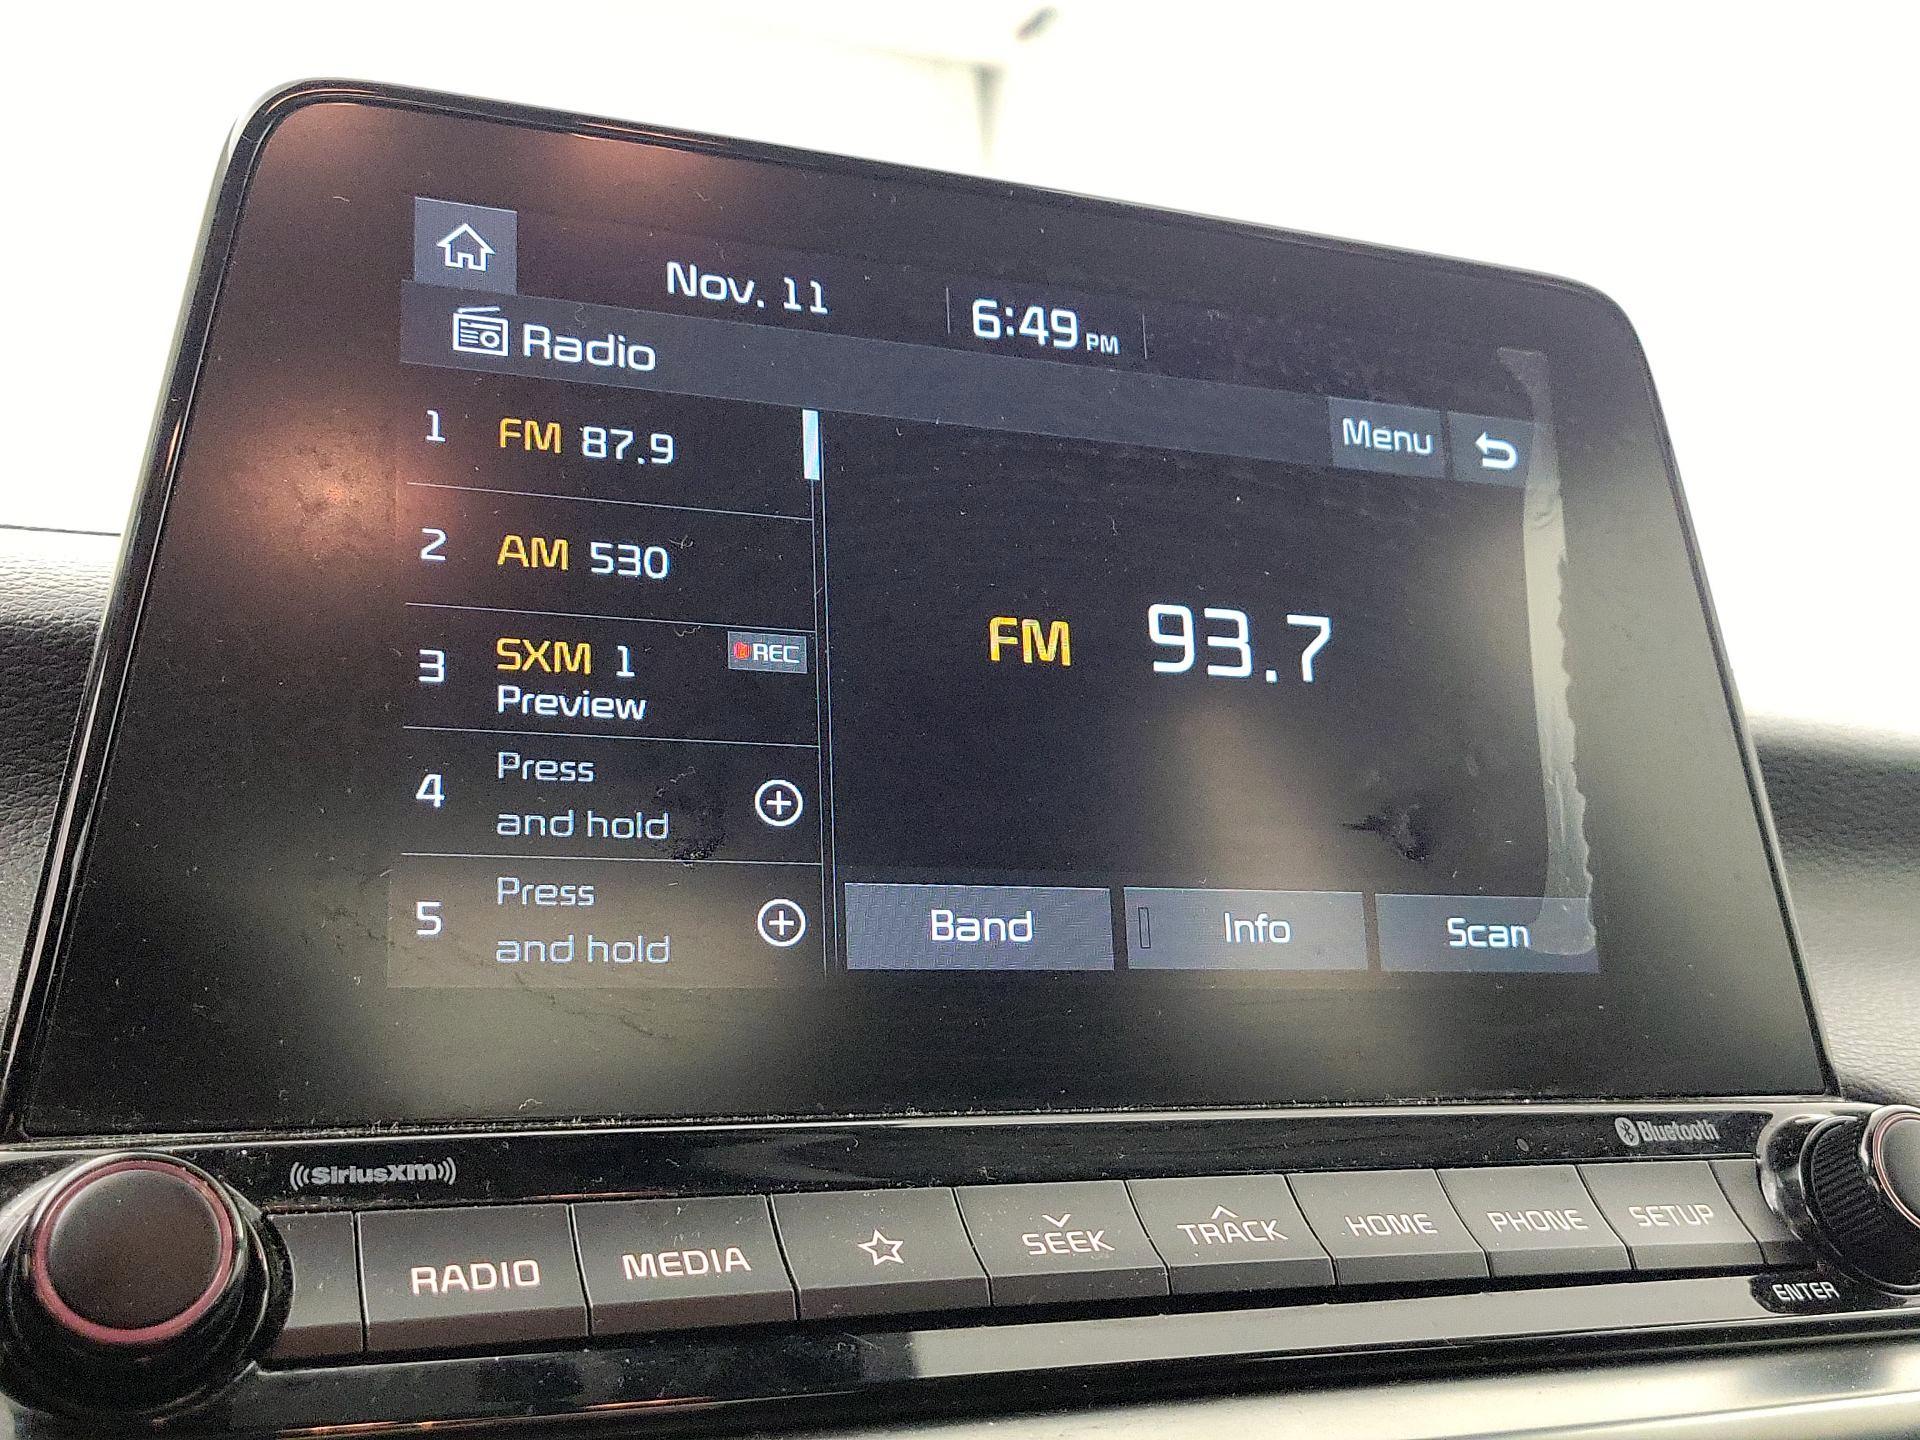 Nov. 11
6:49 PM
Radio
Menu
1 FM 87.9
2 AM 530
3 SXM 1 REC
Preview
4 Press
and hold
5 Press
and hold
FM 93.7
Band
Info
Scan
((SiriusXM))
Bluetooth
RADIO
MEDIA
SEEK
TRACK
HOME
PHONE
SETUP
ENTER